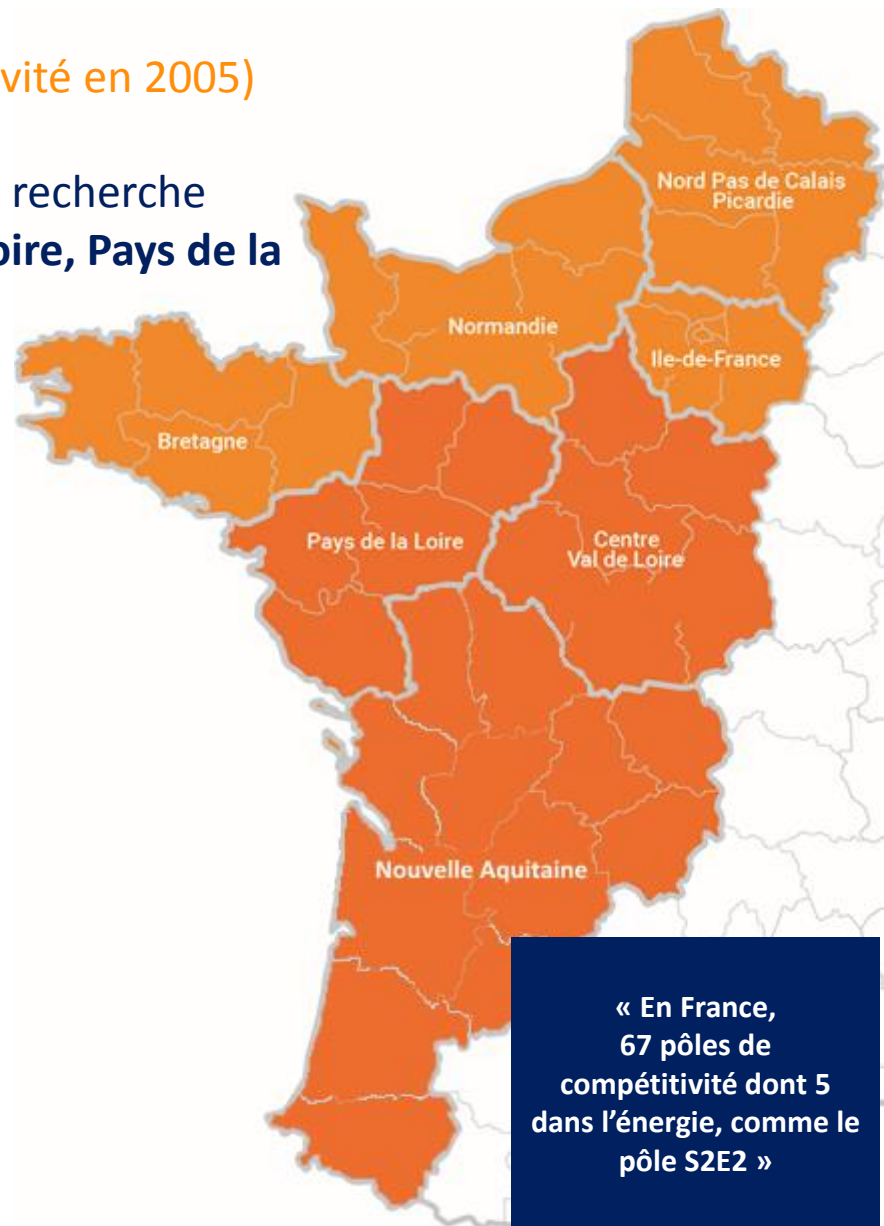 vité en 2005)
recherche
oire, Pays de la
Nord Pas de Calais
Picardie
Normandie
Ile-de-France
Bretagne
Pays de la Loire
Centre
Val de Loire
Nouvelle Aquitaine
« En France,
67 pôles de
compétitivité dont 5
dans l'énergie, comme le
pôle S2E2 »